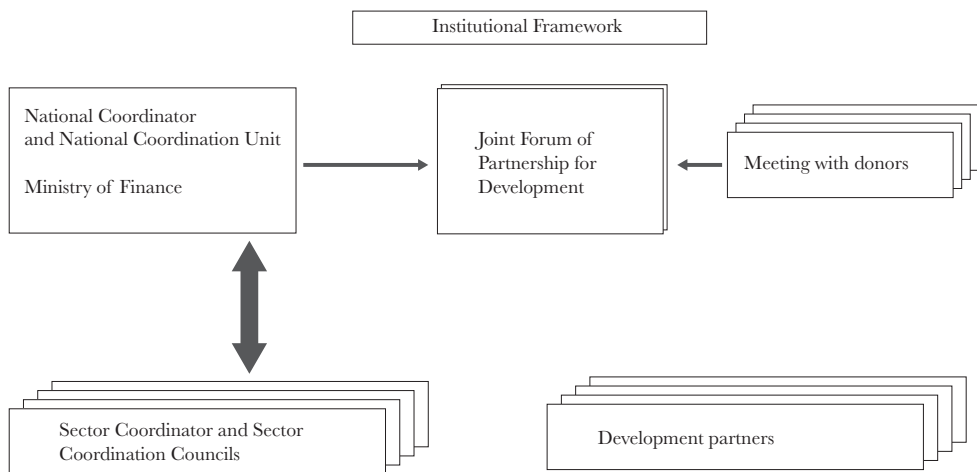 Institutional Framework
National Coordinator
and National Coordination Unit
Ministry of Finance
Joint Forum of
Partnership for
Development
Meeting with donors
Sector Coordinator and Sector
Coordination Councils
Development partners